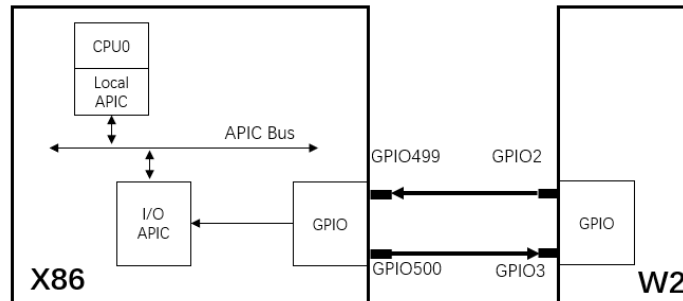 CPU0
Local
APIC
APIC Bus
GPIO499
GPIO2
I/O
APIC
GPIO
GPIO
GPIO500
GPIO3
X86
W2